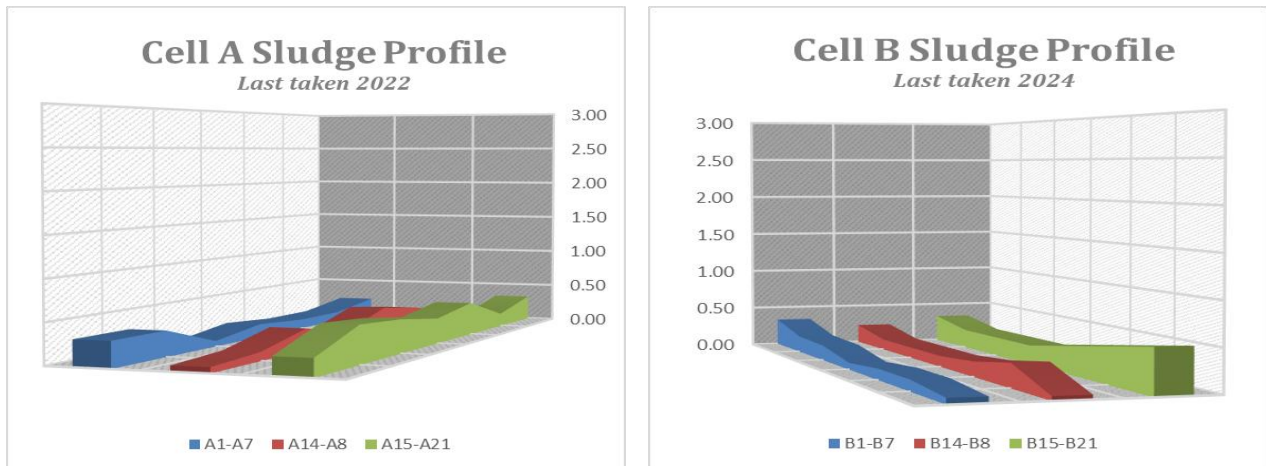 Cell A Sludge Profile
Last taken 2022
3.00
2.50
2.00
1.50
1.00
0.50
0.00
A1-A7 A14-A8 A15-A21
Cell B Sludge Profile
Last taken 2024
3.00
2.50
2.00
1.50
1.00
0.50
0.00
B1-B7 B14-B8 B15-B21